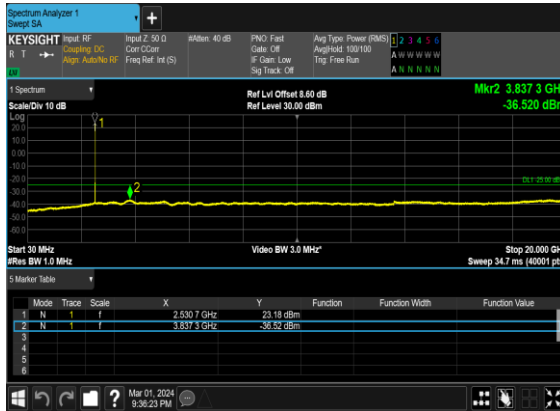 Spectrum Analyzer 1
Swept SA
+
KEYSIGHT Input: RF Input Z: 50 Ω #Atten: 40 dB PNO: Fast Avg Type: Power (RMS) 1 2 3 4 5 6
R T Coupling: DC Corr CCorr Gate: Off Avg|Hold: 100/100 A W W W W W
Align: Auto/No RF Freq Ref: Int (S) IF Gain: Low Trig: Free Run
Sig Track: Off A N N N N N
1 Spectrum Ref Lvl Offset 8.60 dB Mkr2 3.837 3 GHz
Scale/Div 10 dB Ref Level 30.00 dBm -36.520 dBm
Log
20.0
10.0
0.00
-10.0
-20.0
-30.0
-40.0
-50.0
-60.0
1
2
DL1 -25.00 dB
Start 30 MHz Video BW 3.0 MHz* Stop 20.000 GH
#Res BW 1.0 MHz Sweep 34.7 ms (40001 pt
5 Marker Table
Mode Trace Scale X Y Function Function Width Function Value
1 N 1 f 2.530 7 GHz 23.18 dBm
2 N 1 f 3.837 3 GHz -36.52 dBm
3
4
5
6
Mar 01, 2024
9:36:23 PM